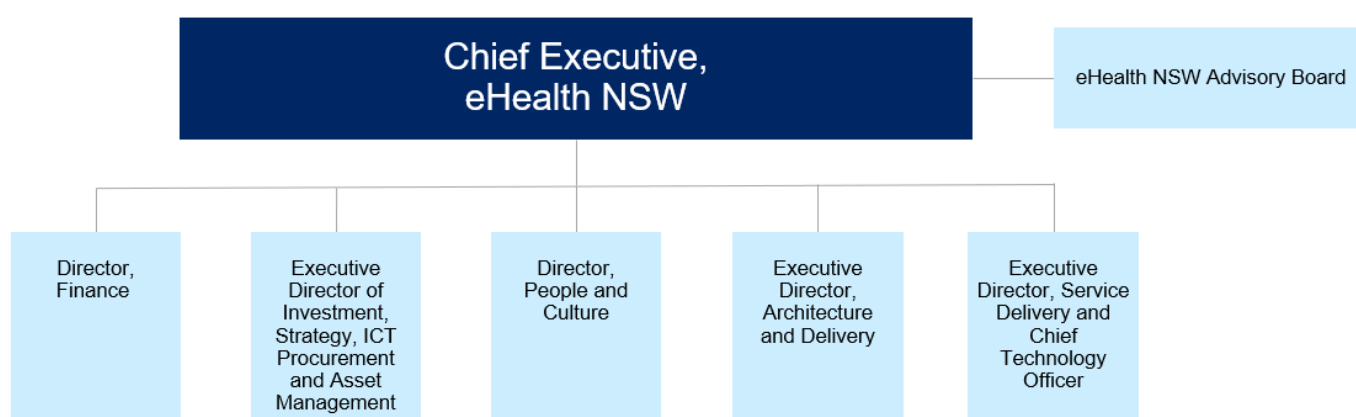 Chief Executive,
eHealth NSW
eHealth NSW Advisory Board
Director,
Finance
Executive
Director of
Investment,
Strategy, ICT
Procurement
and Asset
Management
Director,
People and
Culture
Executive
Director,
Architecture
and Delivery
Executive
Director, Service
Delivery and
Chief
Technology
Officer